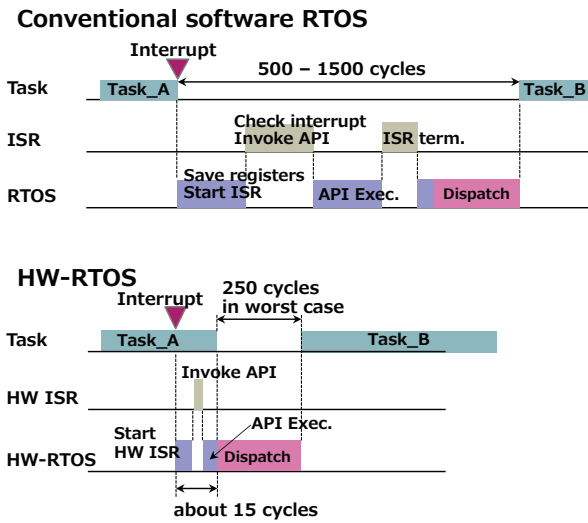 Conventional software RTOS
Interrupt
500 – 1500 cycles
Task
Task_A
Task_B
Check interrupt
ISR
Invoke API
ISR term.
Save registers
Start ISR
RTOS
API Exec.
Dispatch
HW-RTOS
250 cycles
Interrupt
in worst case
Task
Task_A
Task_B
Invoke API
HW ISR
API Exec.
Start
HW ISR
HW-RTOS
Dispatch
about 15 cycles